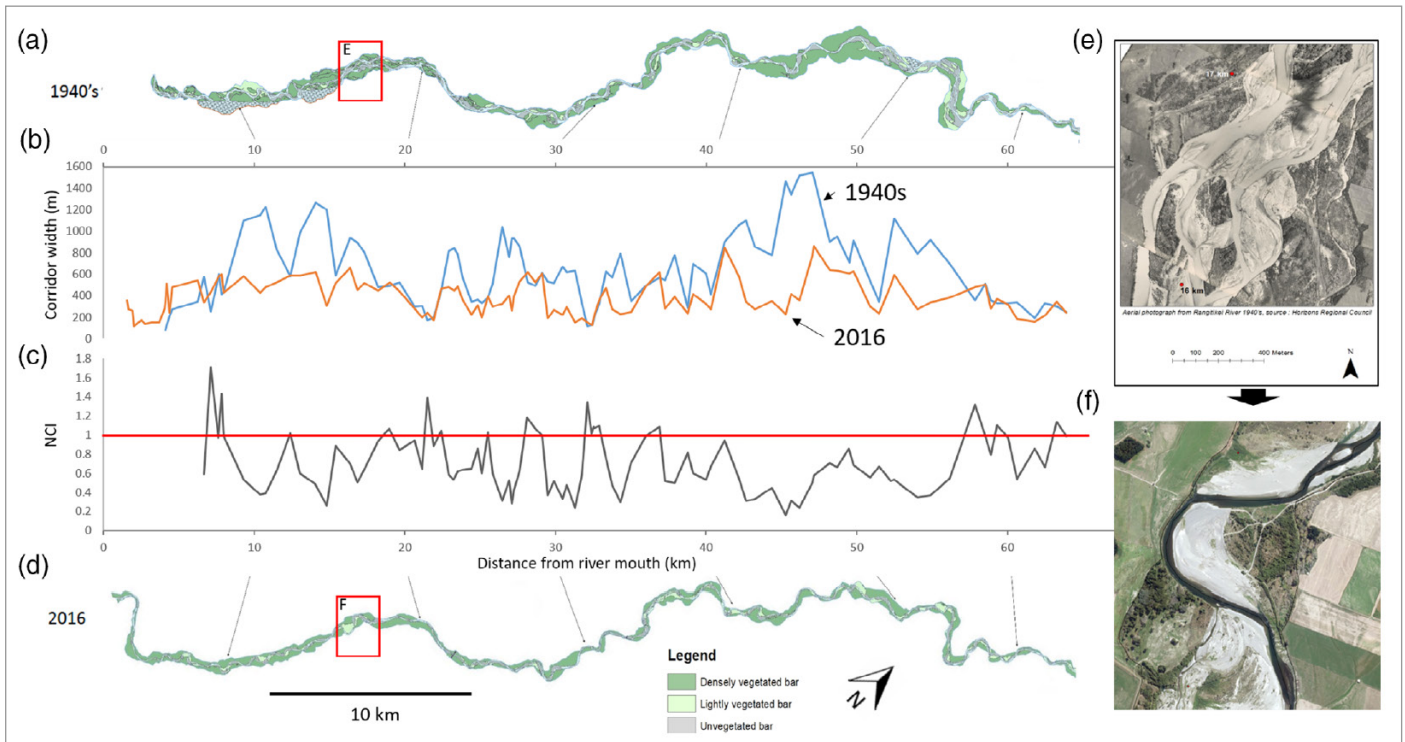 (a)
1940's
E
0
10
20
30
40
50
60
(b)
Corridor width (m)
1600
1400
1200
1000
800
600
400
200
0
1940s
2016
(c)
NCI
1.8
1.6
1.4
1.2
1
0.8
0.6
0.4
0.2
0
0
10
20
30
40
50
60
Distance from river mouth (km)
(d)
2016
F
10 km
Legend
Densely vegetated bar
Lightly vegetated bar
Unvegetated bar
N
(e)
17 km
16 km
Aerial photograph from Rangitikei River 1940's, source : Horizons Regional Council
0 100 200 400 Meters
N
(f)